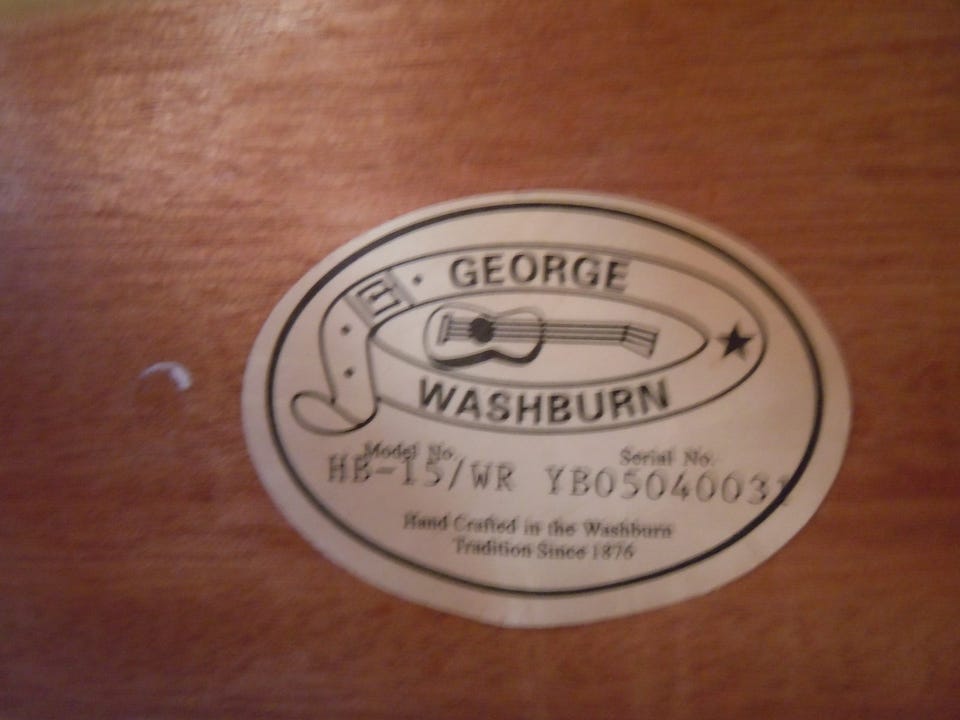 GEORGE
WASHBURN
Model No. Serial No.
HB-15/WR YB05040031
Hand Crafted in the Washburn
Tradition Since 1876